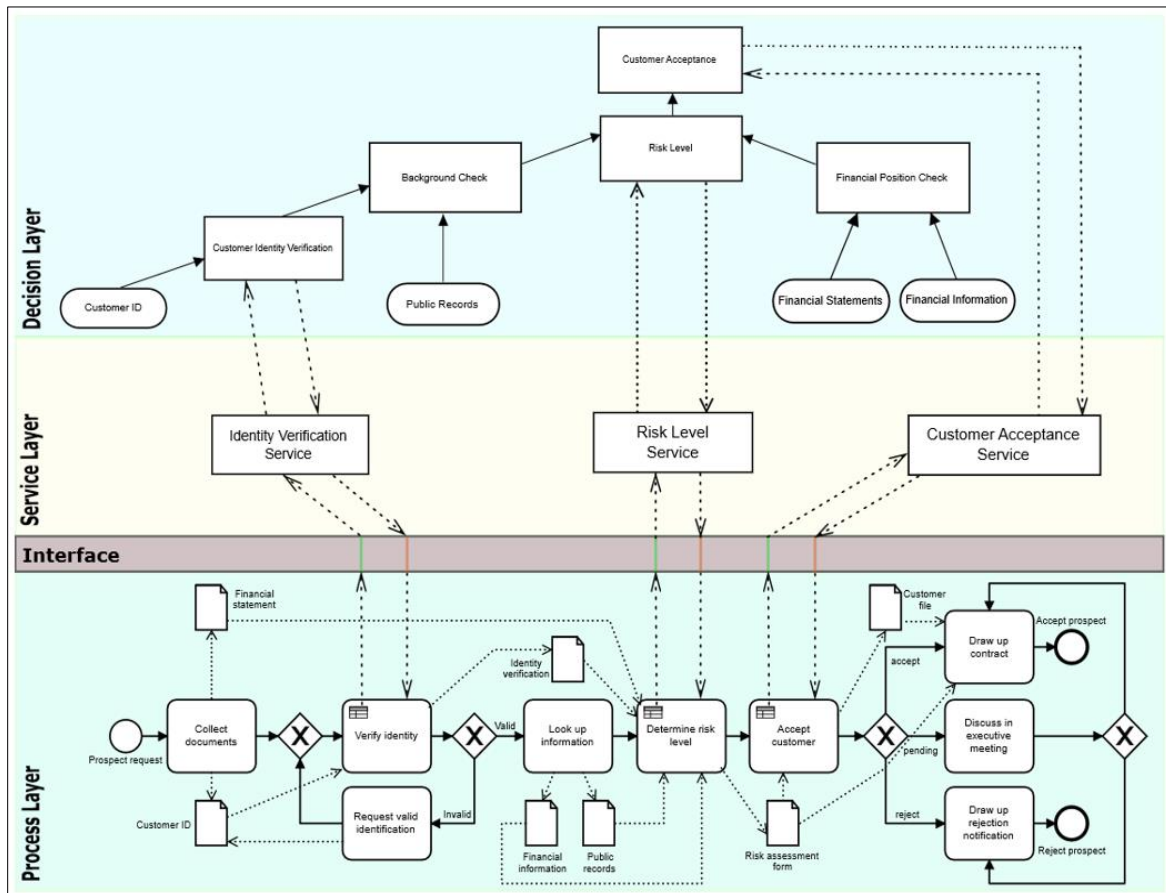 Decision Layer
Customer Acceptance
Risk Level
Background Check
Financial Position Check
Customer Identity Verification
Customer ID
Public Records
Financial Statements
Financial Information
Service Layer
Identity Verification
Service
Risk Level
Service
Customer Acceptance
Service
Interface
Process Layer
Financial
statement
Customer
file
Identity
verification
Draw up
contract
Accept prospect
accept
Prospect request
Collect
documents
X
Verify identity
X
Valid
Look up
information
Determine risk
level
Accept
customer
X
pending
Discuss in
executive
meeting
X
Customer ID
Request valid
identification
Invalid
Financial
information
Public
records
Risk assessment
form
reject
Draw up
rejection
notification
Reject prospect